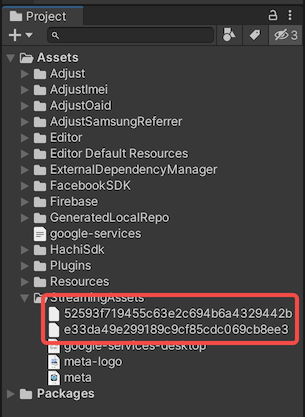 Project
3
Assets
Adjust
AdjustImei
AdjustOaid
AdjustSamsungReferrer
Editor
Editor Default Resources
ExternalDependencyManager
FacebookSDK
Firebase
GeneratedLocalRepo
google-services
HachiSdk
Plugins
Resources
StreamingAssets
52593f719455c63e2c694b6a4329442b
e33da49e299189c9cf85cdc069cb8ee3
google-services-desktop
meta-logo
meta
Packages